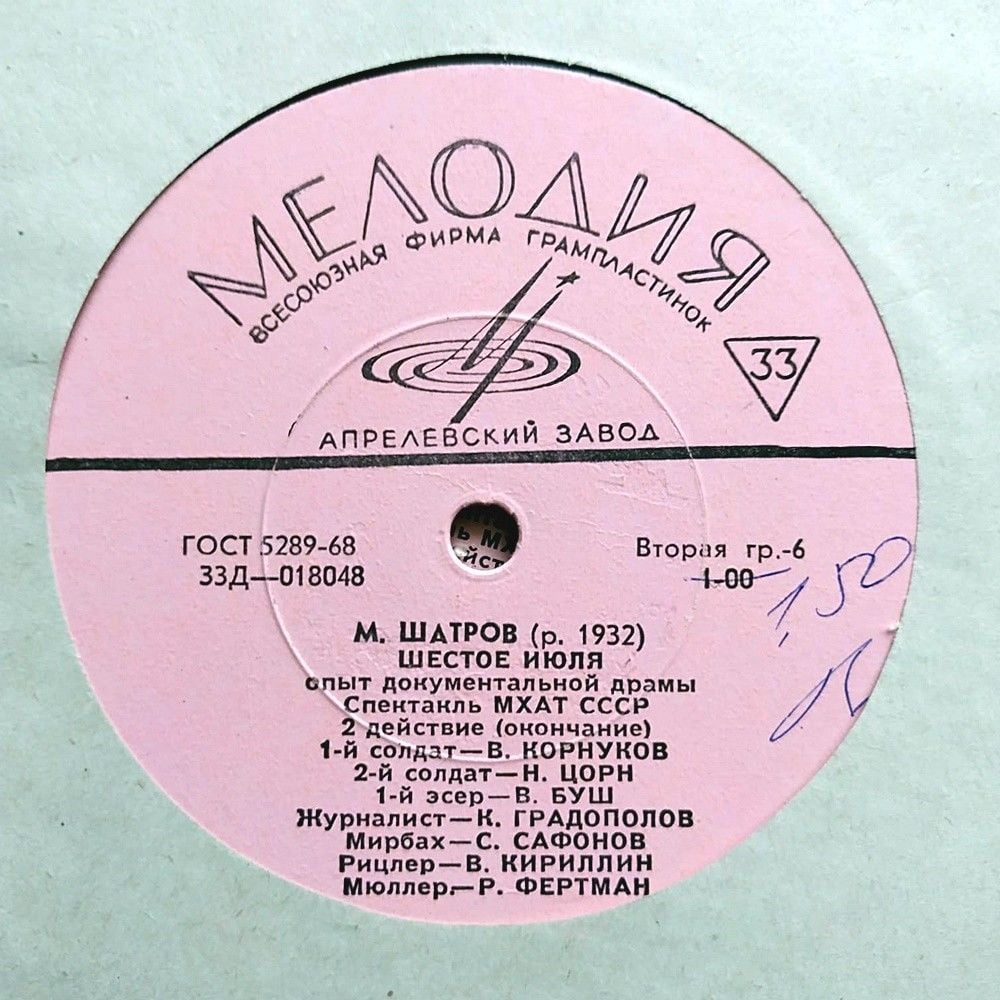 МЕЛОДИЯ
ВСЕСОЮЗНАЯ ФИРМА ГРАМПЛАСТИНОК
33
АПРЕЛЕВСКИЙ ЗАВОД
ГОСТ 5289-68
33Д—018048
Вторая гр.-6
1-00
1,50
М. ШАТРОВ (р. 1932)
ШЕСТОЕ ИЮЛЯ
опыт документальной драмы
Спектакль МХАТ СССР
2 действие (окончание)
1-й солдат—В. КОРНУКОВ
2-й солдат—Н. ЦОРН
1-й эсер—В. БУШ
Журналист—К. ГРАДОПОЛОВ
Мирбах—С. САФОНОВ
Рицлер—В. КИРИЛЛИН
Мюллер.—Р. ФЕРТМАН